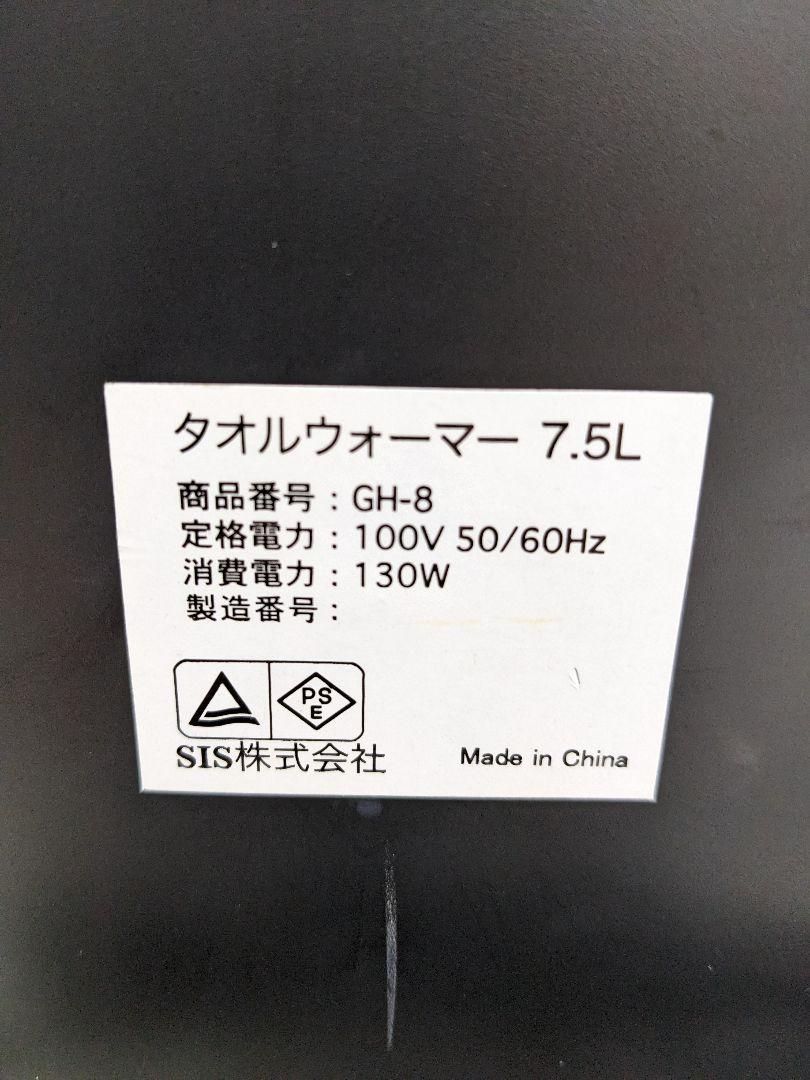 タオルウォーマー 7.5L
商品番号：GH-8
定格電力：100V 50/60Hz
消費電力：130W
製造番号：
PS
E
SIS株式会社
Made in China